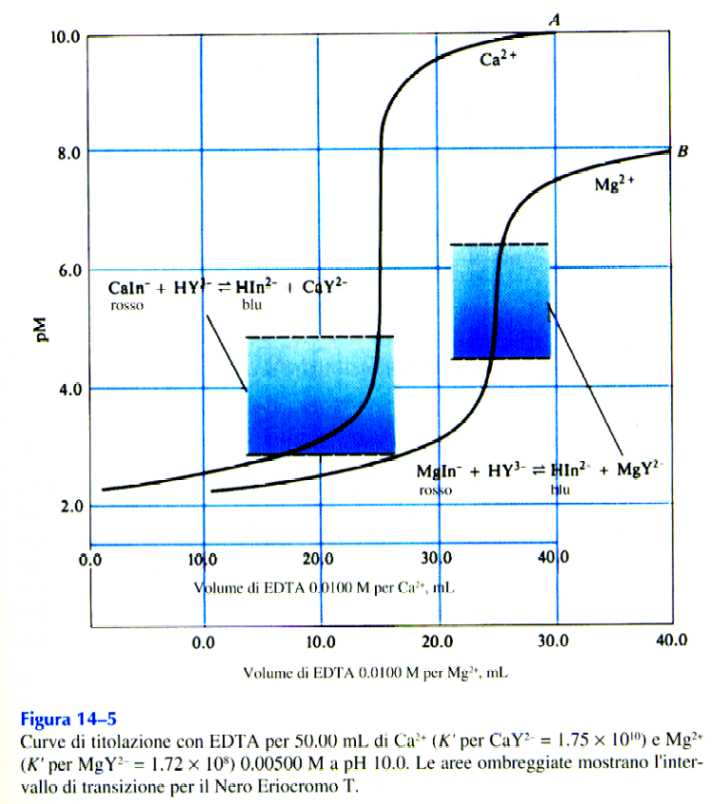 A
10.0
Ca²⁺
8.0
B
Mg²⁺
6.0
CaIn⁻ + HY³⁻ ⇌ HIn²⁻ + CaY²⁻
rosso blu
pM
4.0
MgIn⁻ + HY³⁻ ⇌ HIn²⁻ + MgY²⁻
rosso blu
2.0
0.0 10.0 20.0 30.0 40.0
Volume di EDTA 0.0100 M per Ca²⁺, mL
0.0 10.0 20.0 30.0 40.0
Volume di EDTA 0.0100 M per Mg²⁺, mL
Figura 14–5
Curve di titolazione con EDTA per 50.00 mL di Ca²⁺ (K' per CaY²⁻ = 1.75 × 10¹⁰) e Mg²⁺
(K' per MgY²⁻ = 1.72 × 10⁸) 0.00500 M a pH 10.0. Le aree ombreggiate mostrano l'inter-
vallo di transizione per il Nero Eriocromo T.